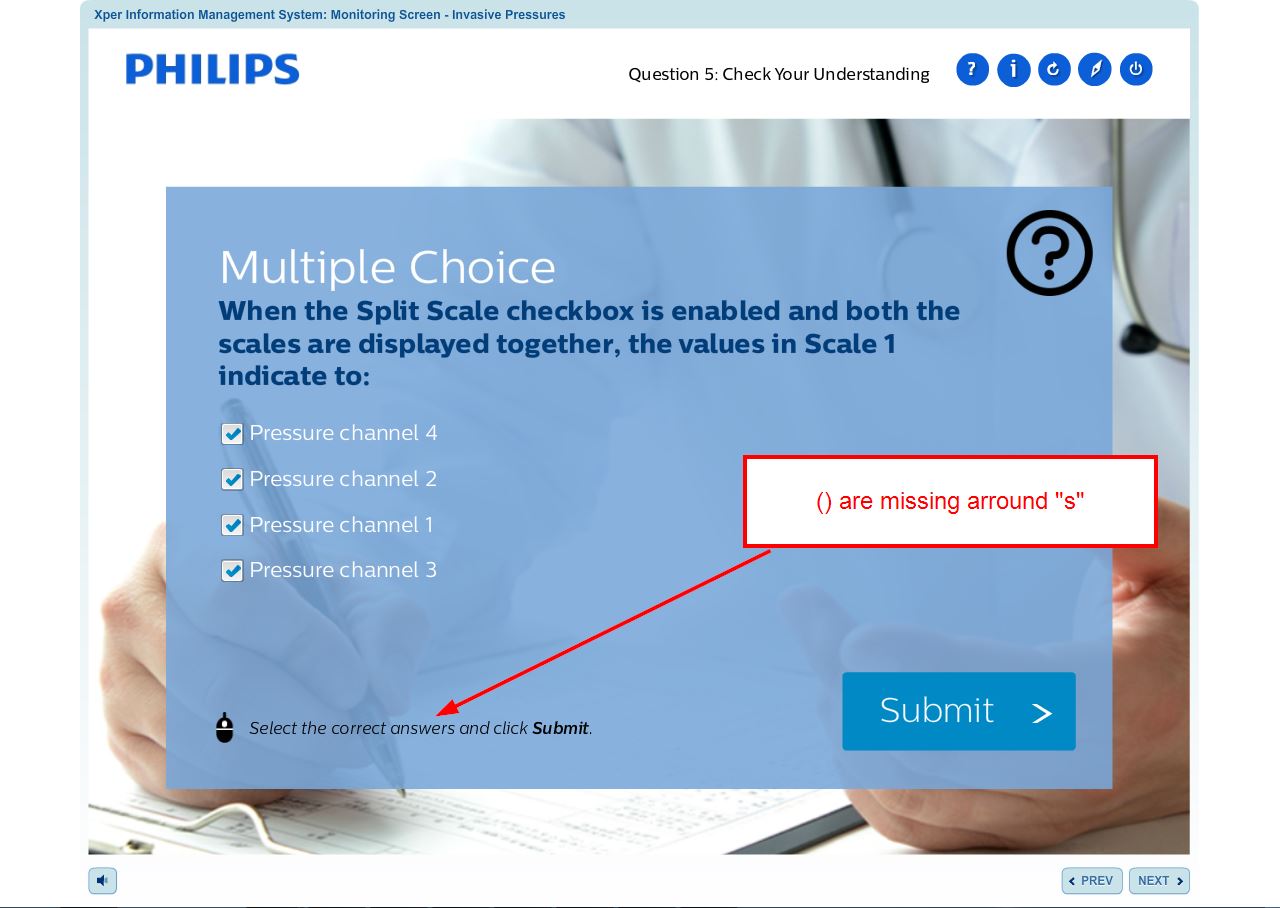 Xper Information Management System: Monitoring Screen - Invasive Pressures
PHILIPS
Question 5: Check Your Understanding
?
i
?
Multiple Choice
When the Split Scale checkbox is enabled and both the
scales are displayed together, the values in Scale 1
indicate to:
Pressure channel 4
Pressure channel 2
Pressure channel 1
Pressure channel 3
() are missing arround "s"
Select the correct answers and click Submit.
Submit >
PREV
NEXT